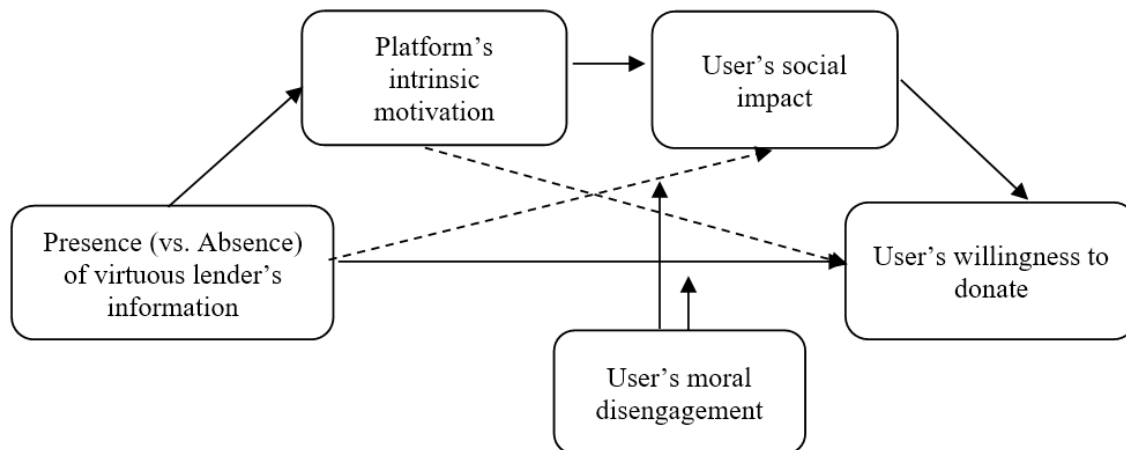 Platform’s
intrinsic
motivation
User’s social
impact
Presence (vs. Absence)
of virtuous lender’s
information
User’s willingness to
donate
User’s moral
disengagement